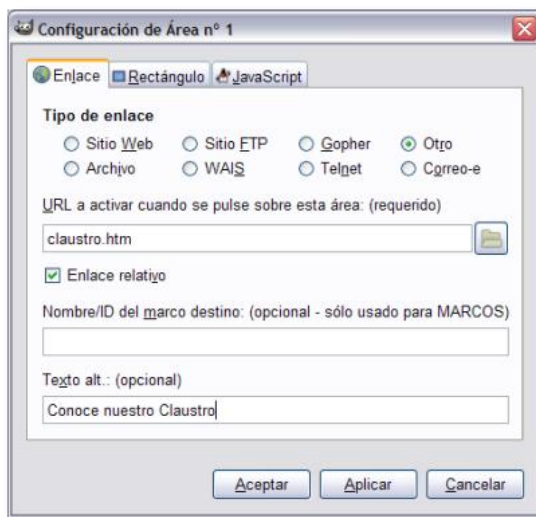 Configuración de Área nº 1
Enlace Rectángulo JavaScript
Tipo de enlace
Sitio Web Sitio FTP Gopher Otro
Archivo WAIS Telnet Correo-e
URL a activar cuando se pulse sobre esta área: (requerido)
claustro.htm
Enlace relativo
Nombre/ID del marco destino: (opcional - sólo usado para MARCOS)
Texto alt.: (opcional)
Conoce nuestro Claustro
Aceptar Aplicar Cancelar